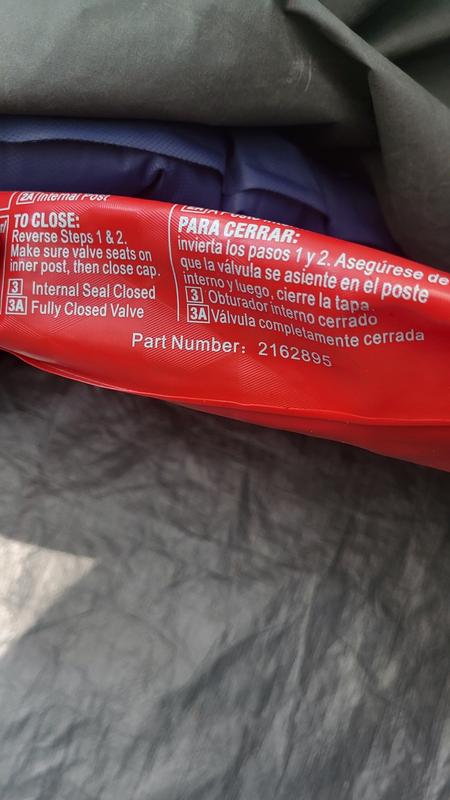 2A Internal Post
TO CLOSE:
Reverse Steps 1 & 2.
Make sure valve seats on
inner post, then close cap.
3 Internal Seal Closed
3A Fully Closed Valve
PARA CERRAR:
invierta los pasos 1 y 2. Asegúrese de
que la válvula se asiente en el poste
interno y luego, cierre la tapa.
3 Obturador interno cerrado
3A Válvula completamente cerrada
Part Number: 2162895